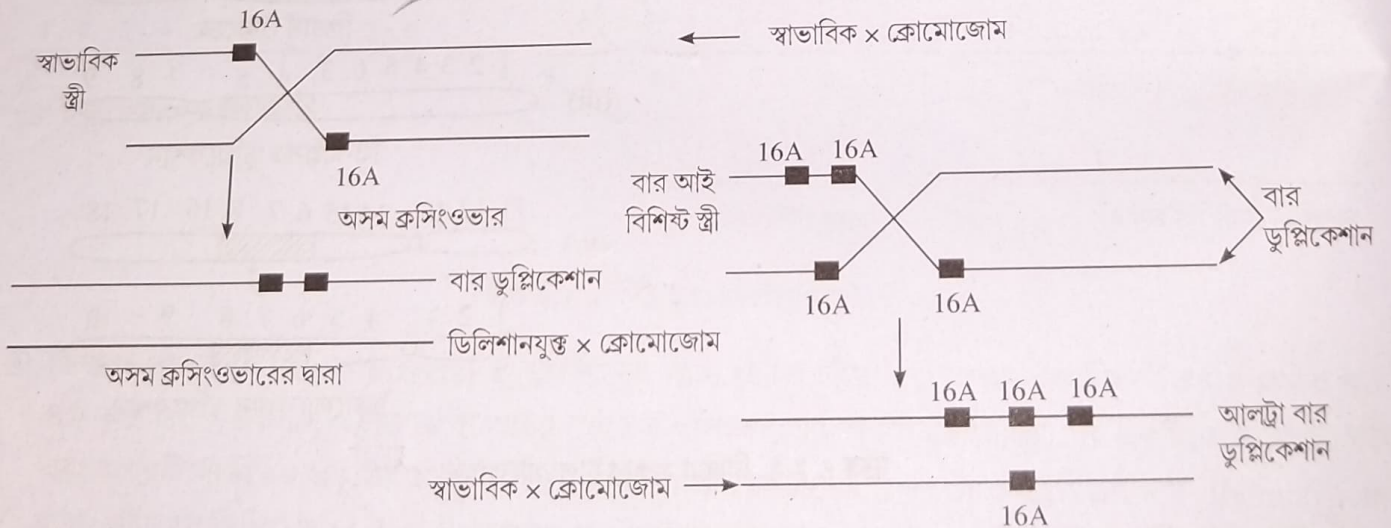 16A
স্বাভাবিক
স্ত্রী
স্বাভাবিক × ক্রোমোজোম
16A
অসম ক্রসিংওভার
বার ডুপ্লিকেশান
ডিলিশানযুক্ত × ক্রোমোজোম
অসম ক্রসিংওভারের দ্বারা
16A 16A
বার আই
বিশিষ্ট স্ত্রী
বার
ডুপ্লিকেশান
16A 16A
16A 16A 16A
আলট্রা বার
ডুপ্লিকেশান
স্বাভাবিক × ক্রোমোজোম
16A